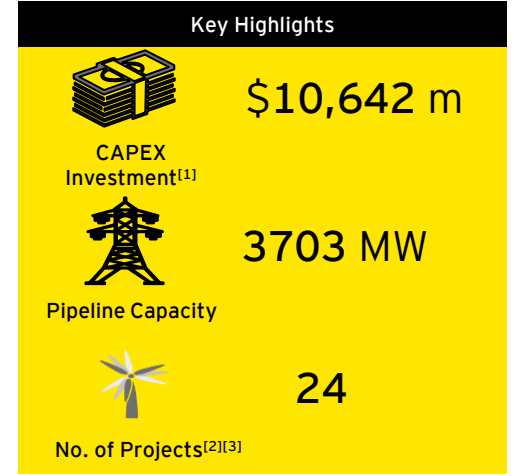 Key Highlights
$10,642 m
CAPEX
Investment[1]
3703 MW
Pipeline Capacity
24
No. of Projects[2][3]